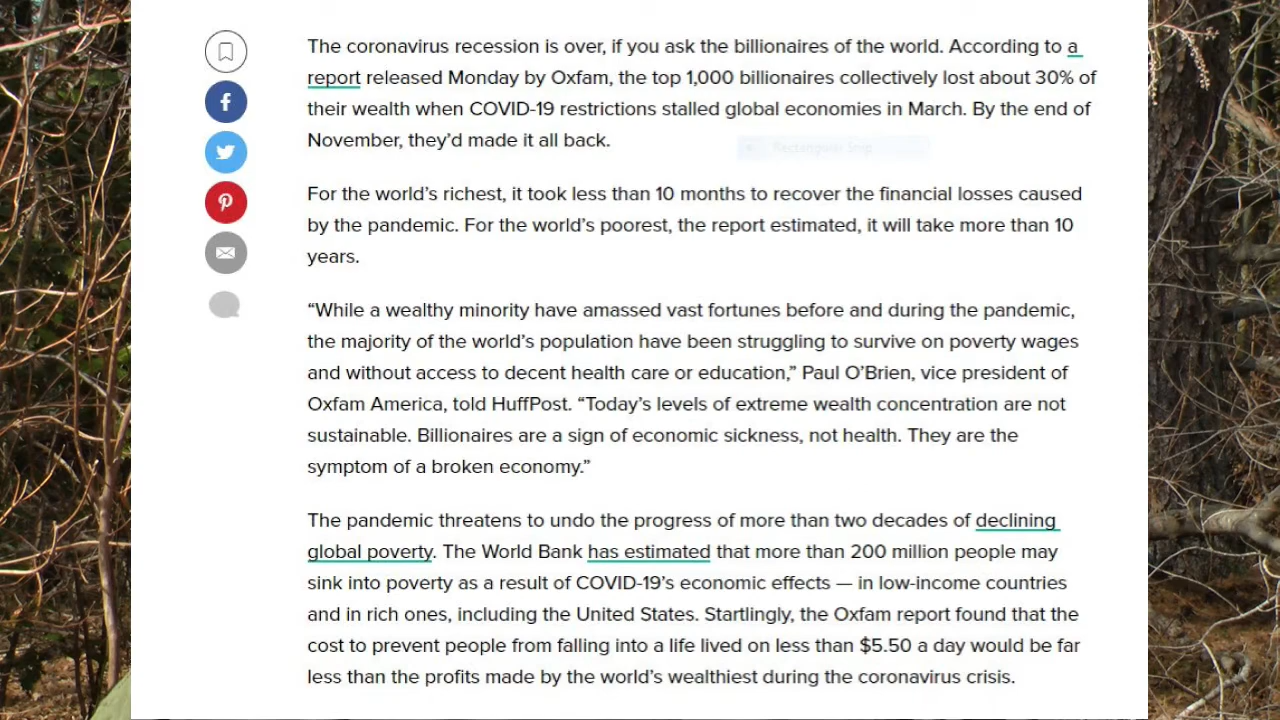 The coronavirus recession is over, if you ask the billionaires of the world. According to a
report released Monday by Oxfam, the top 1,000 billionaires collectively lost about 30% of
their wealth when COVID-19 restrictions stalled global economies in March. By the end of
November, they’d made it all back.
Rectangular Snip
For the world’s richest, it took less than 10 months to recover the financial losses caused
by the pandemic. For the world’s poorest, the report estimated, it will take more than 10
years.
“While a wealthy minority have amassed vast fortunes before and during the pandemic,
the majority of the world’s population have been struggling to survive on poverty wages
and without access to decent health care or education,” Paul O’Brien, vice president of
Oxfam America, told HuffPost. “Today’s levels of extreme wealth concentration are not
sustainable. Billionaires are a sign of economic sickness, not health. They are the
symptom of a broken economy.”
The pandemic threatens to undo the progress of more than two decades of declining
global poverty. The World Bank has estimated that more than 200 million people may
sink into poverty as a result of COVID-19’s economic effects — in low-income countries
and in rich ones, including the United States. Startlingly, the Oxfam report found that the
cost to prevent people from falling into a life lived on less than $5.50 a day would be far
less than the profits made by the world’s wealthiest during the coronavirus crisis.